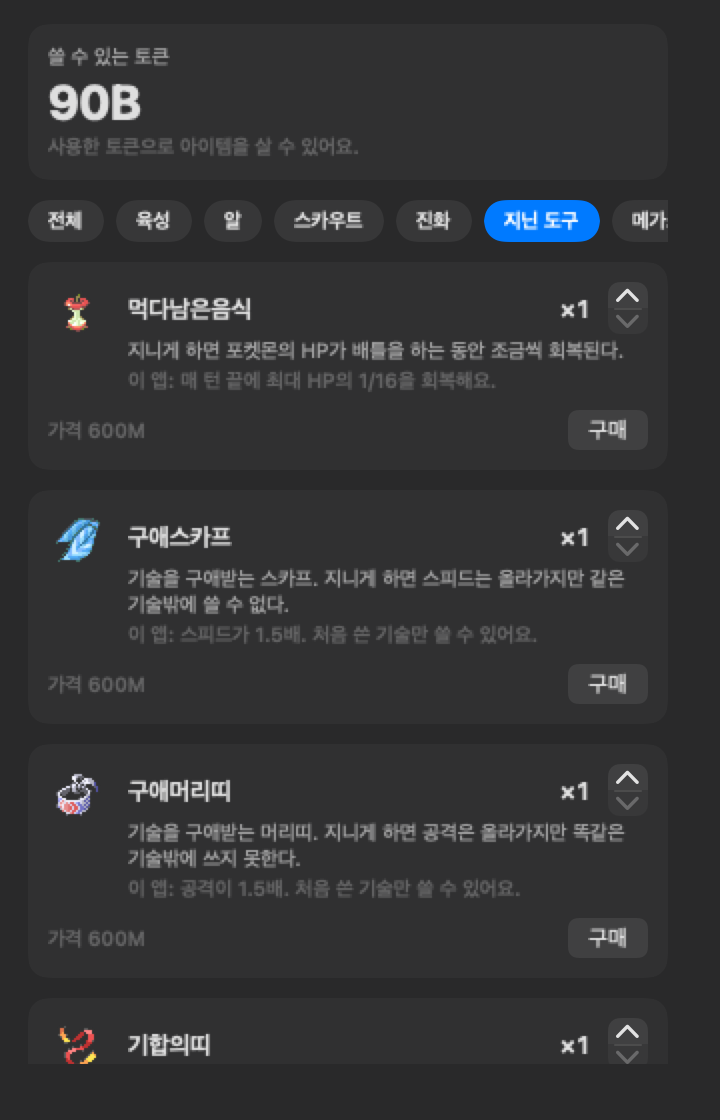 쓸 수 있는 토큰
90B
사용한 토큰으로 아이템을 살 수 있어요.
전체 육성 알 스카우트 진화 지닌 도구 메가
먹다남은음식 ×1
지니게 하면 포켓몬의 HP가 배틀을 하는 동안 조금씩 회복된다.
이 앱: 매 턴 끝에 최대 HP의 1/16을 회복해요.
가격 600M 구매
구애스카프 ×1
기술을 구애받는 스카프. 지니게 하면 스피드는 올라가지만 같은
기술밖에 쓸 수 없다.
이 앱: 스피드가 1.5배. 처음 쓴 기술만 쓸 수 있어요.
가격 600M 구매
구애머리띠 ×1
기술을 구애받는 머리띠. 지니게 하면 공격은 올라가지만 똑같은
기술밖에 쓰지 못한다.
이 앱: 공격이 1.5배. 처음 쓴 기술만 쓸 수 있어요.
가격 600M 구매
기합의띠 ×1